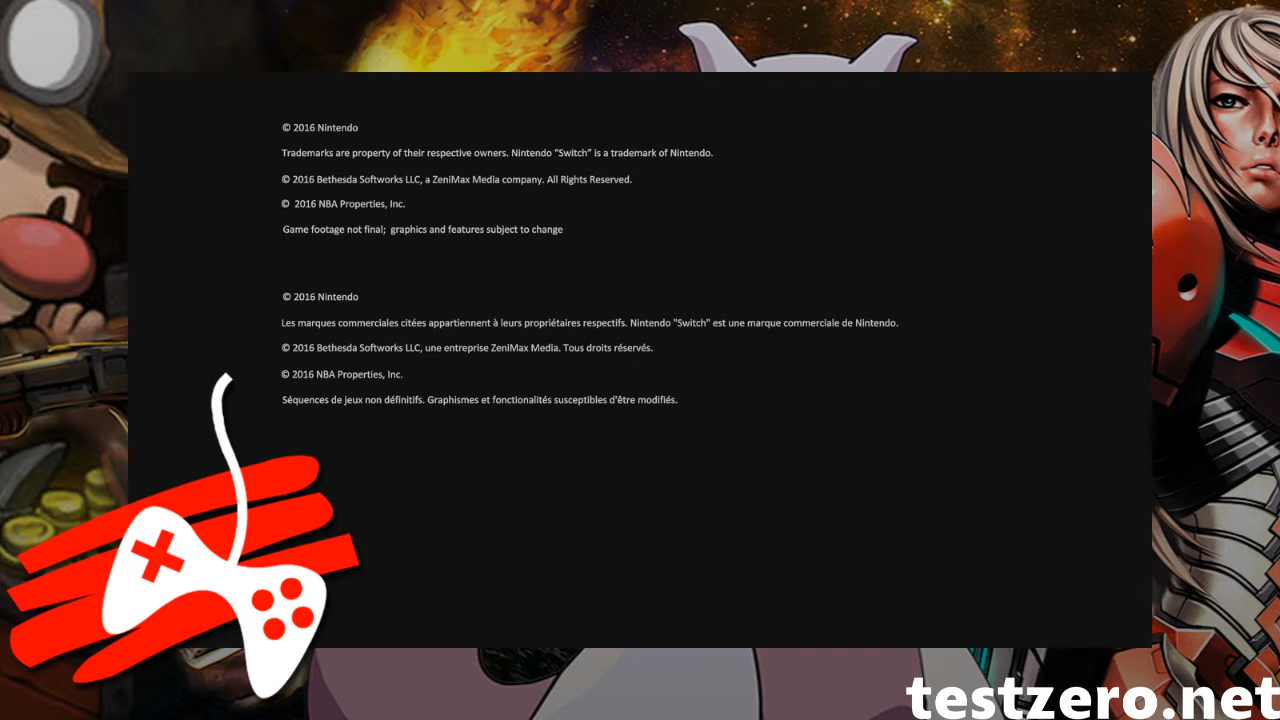 © 2016 Nintendo
Trademarks are property of their respective owners. Nintendo “Switch” is a trademark of Nintendo.
© 2016 Bethesda Softworks LLC, a ZeniMax Media company. All Rights Reserved.
© 2016 NBA Properties, Inc.
Game footage not final; graphics and features subject to change
© 2016 Nintendo
Les marques commerciales citées appartiennent à leurs propriétaires respectifs. Nintendo "Switch" est une marque commerciale de Nintendo.
© 2016 Bethesda Softworks LLC, une entreprise ZeniMax Media. Tous droits réservés.
© 2016 NBA Properties, Inc.
Séquences de jeux non définitifs. Graphismes et fonctionalités susceptibles d'être modifiés.
testzero.net